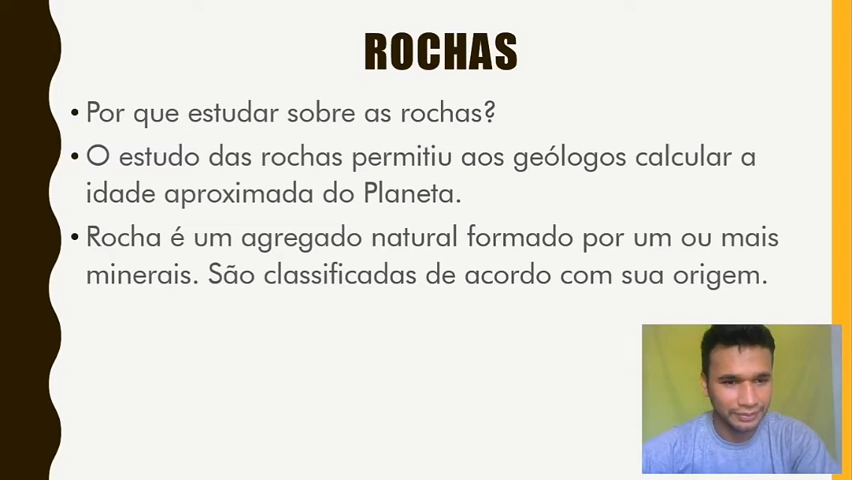 ROCHAS
• Por que estudar sobre as rochas?
• O estudo das rochas permitiu aos geólogos calcular a
idade aproximada do Planeta.
• Rocha é um agregado natural formado por um ou mais
minerais. São classificadas de acordo com sua origem.